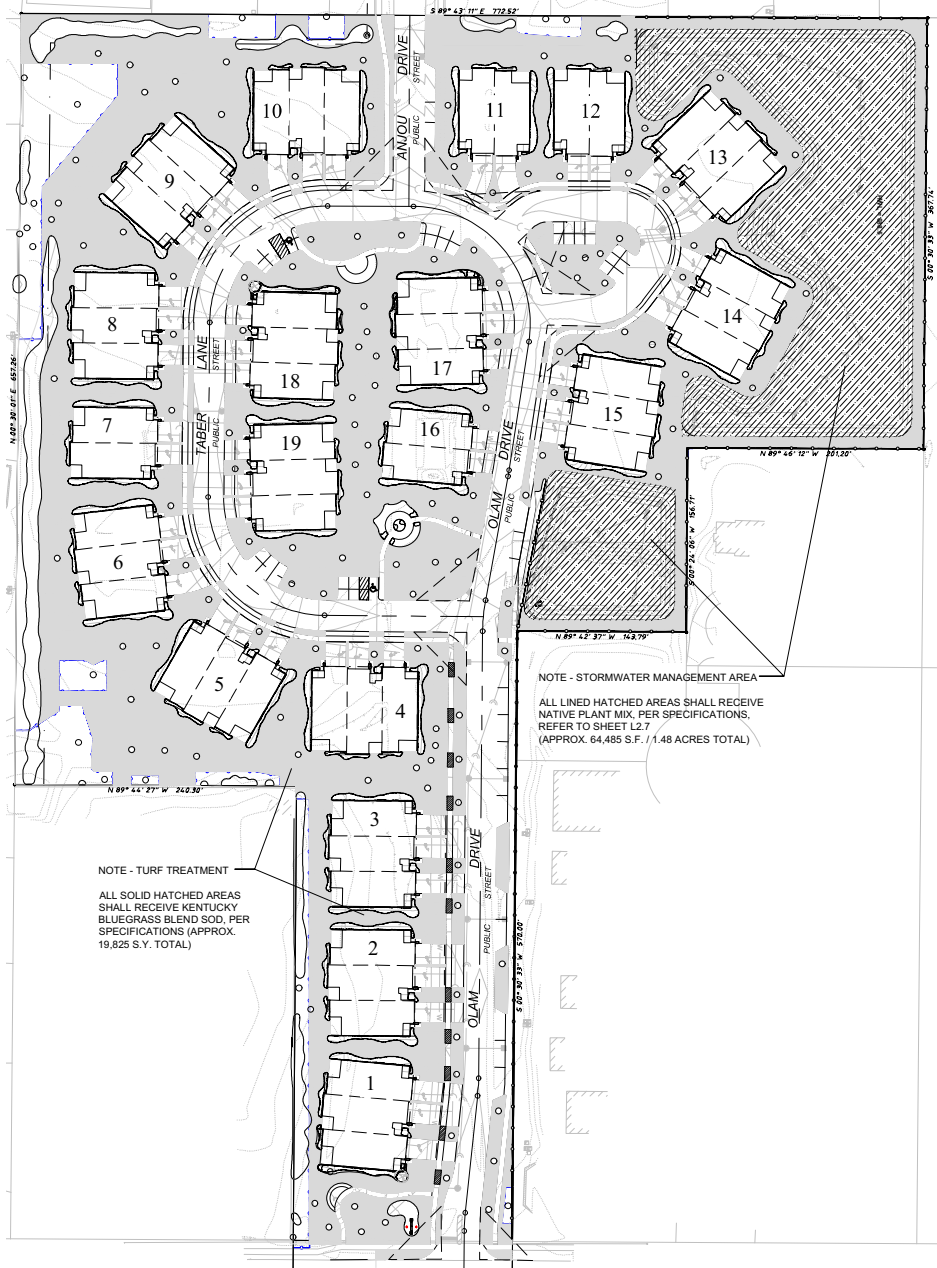 S 89° 43' 11" E 772.52'
ANJOU DRIVE
PUBLIC STREET
10
11
12
13
9
S 00° 30' 33" W 367.74'
8
14
TABER LANE
PUBLIC STREET
18
17
N 00° 30' 01" E 657.26'
15
7
19
16
OLAM DRIVE
PUBLIC STREET
N 89° 46' 12" W 201.20'
S 00° 24' 06" W 156.71'
6
N 89° 42' 37" W 143.79'
5
4
NOTE - STORMWATER MANAGEMENT AREA
ALL LINED HATCHED AREAS SHALL RECEIVE
NATIVE PLANT MIX, PER SPECIFICATIONS,
REFER TO SHEET L2.7
(APPROX. 64,485 S.F. / 1.48 ACRES TOTAL)
N 89° 44' 27" W 240.30'
3
NOTE - TURF TREATMENT
ALL SOLID HATCHED AREAS
SHALL RECEIVE KENTUCKY
BLUEGRASS BLEND SOD, PER
SPECIFICATIONS (APPROX.
19,825 S.Y. TOTAL)
OLAM DRIVE
PUBLIC STREET
S 00° 30' 33" W 570.00'
2
1